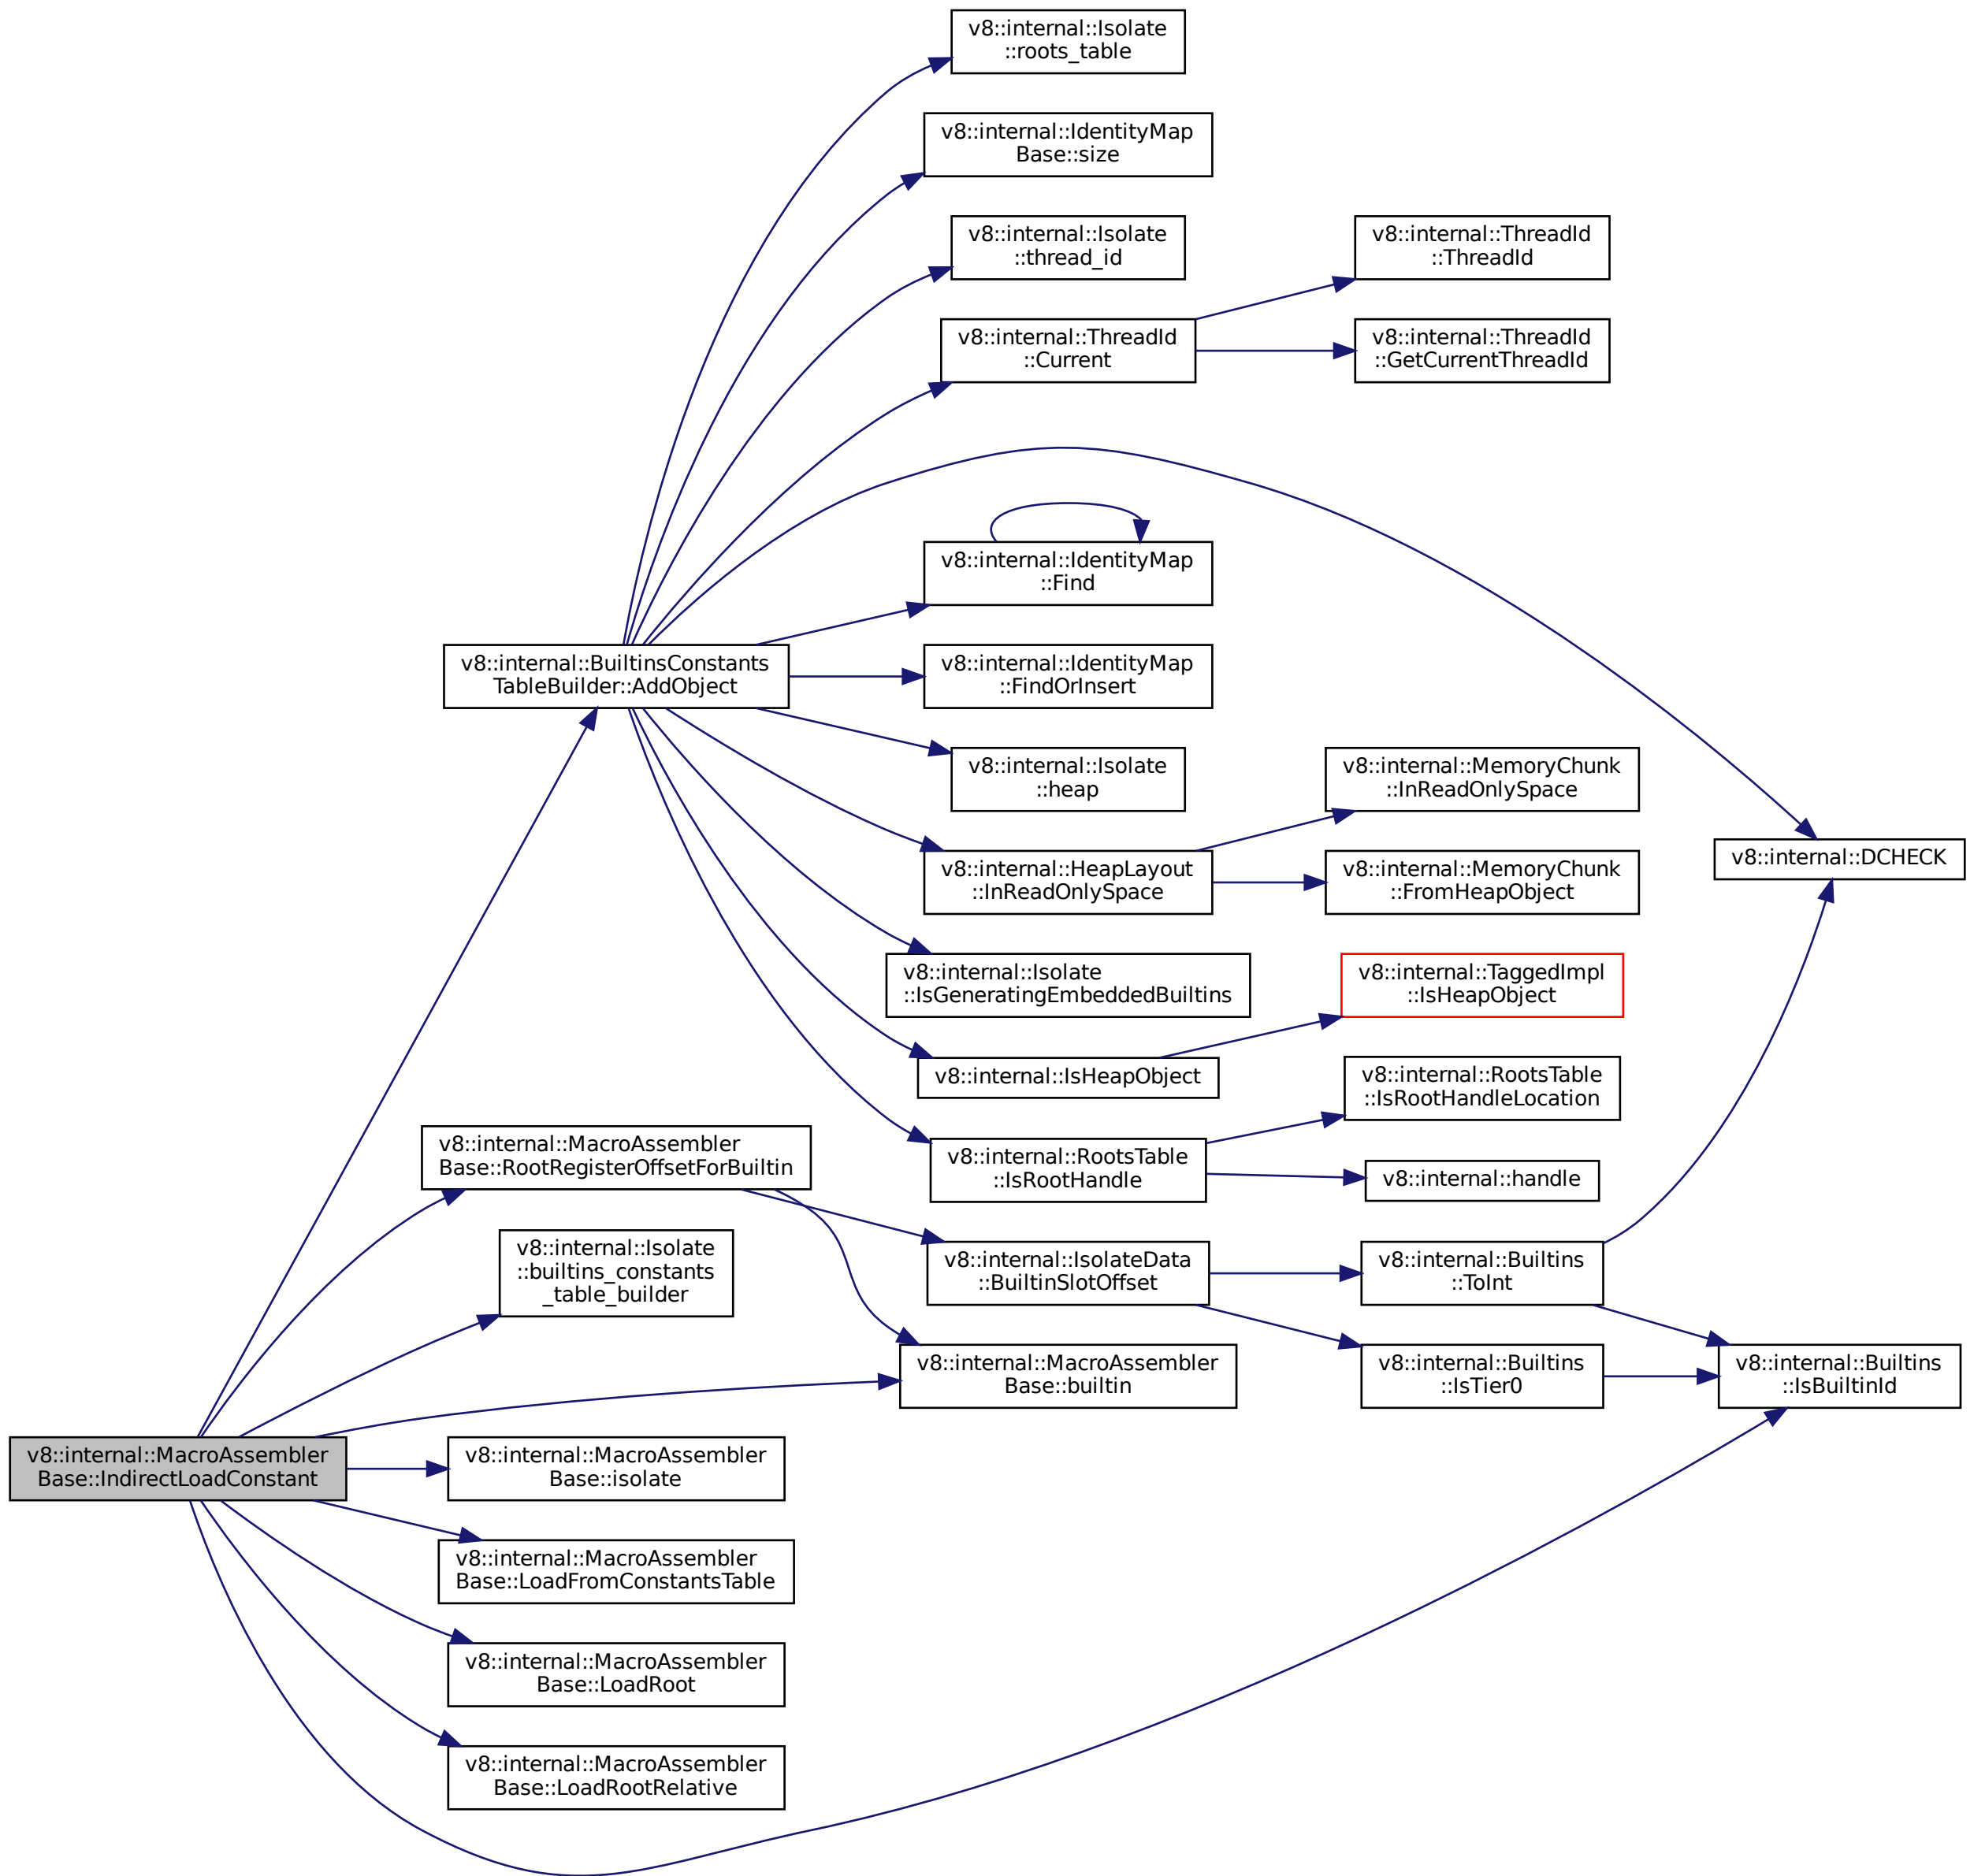 v8::internal::Isolate
::roots_table
v8::internal::IdentityMap
Base::size
v8::internal::Isolate
::thread_id
v8::internal::ThreadId
::ThreadId
v8::internal::ThreadId
::Current
v8::internal::ThreadId
::GetCurrentThreadId
v8::internal::IdentityMap
::Find
v8::internal::BuiltinsConstants
TableBuilder::AddObject
v8::internal::IdentityMap
::FindOrInsert
v8::internal::Isolate
::heap
v8::internal::MemoryChunk
::InReadOnlySpace
v8::internal::DCHECK
v8::internal::HeapLayout
::InReadOnlySpace
v8::internal::MemoryChunk
::FromHeapObject
v8::internal::Isolate
::IsGeneratingEmbeddedBuiltins
v8::internal::TaggedImpl
::IsHeapObject
v8::internal::IsHeapObject
v8::internal::RootsTable
::IsRootHandleLocation
v8::internal::MacroAssembler
Base::RootRegisterOffsetForBuiltin
v8::internal::RootsTable
::IsRootHandle
v8::internal::handle
v8::internal::Isolate
::builtins_constants
_table_builder
v8::internal::IsolateData
::BuiltinSlotOffset
v8::internal::Builtins
::ToInt
v8::internal::MacroAssembler
Base::builtin
v8::internal::Builtins
::IsTier0
v8::internal::Builtins
::IsBuiltinId
v8::internal::MacroAssembler
Base::IndirectLoadConstant
v8::internal::MacroAssembler
Base::isolate
v8::internal::MacroAssembler
Base::LoadFromConstantsTable
v8::internal::MacroAssembler
Base::LoadRoot
v8::internal::MacroAssembler
Base::LoadRootRelative